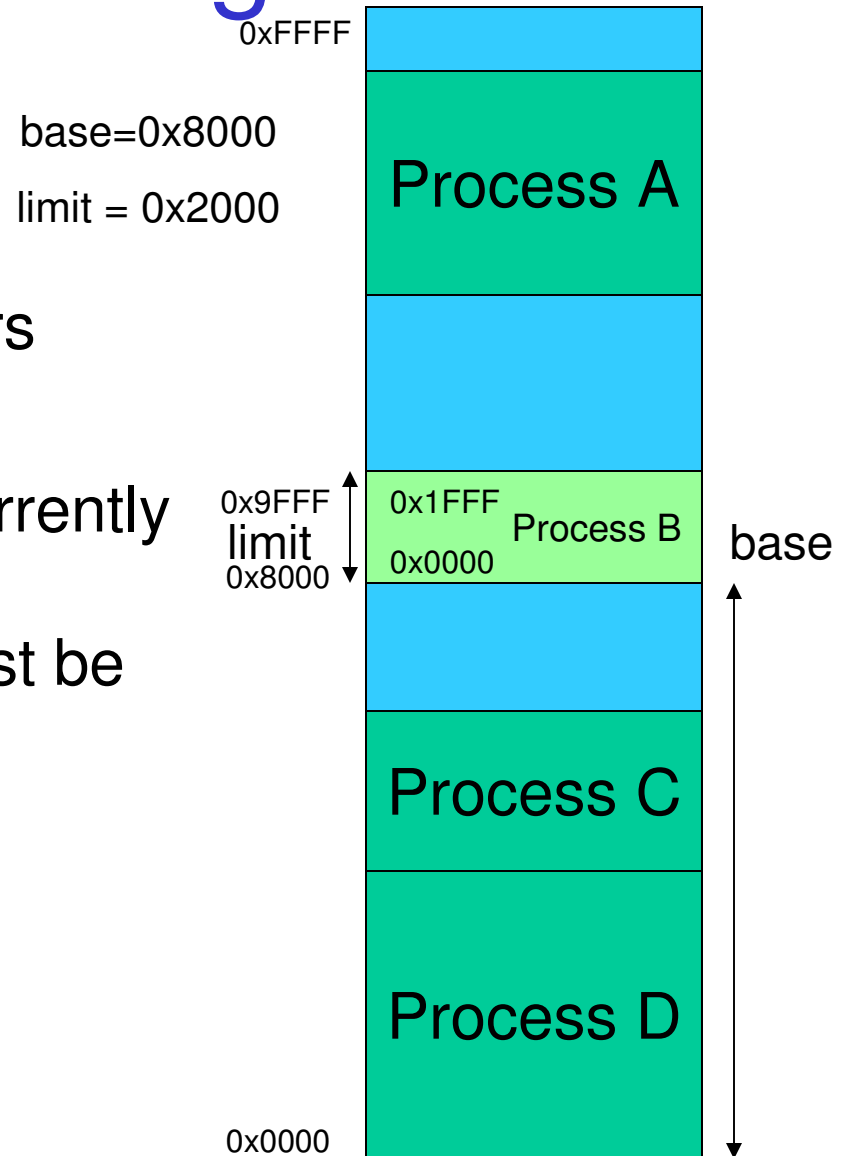 0xFFFF
base=0x8000
Process A
limit = 0x2000
rs
rrently
0x9FFF
limit
0x8000
0x1FFF
Process B
0x0000
base
st be
Process C
Process D
0x0000